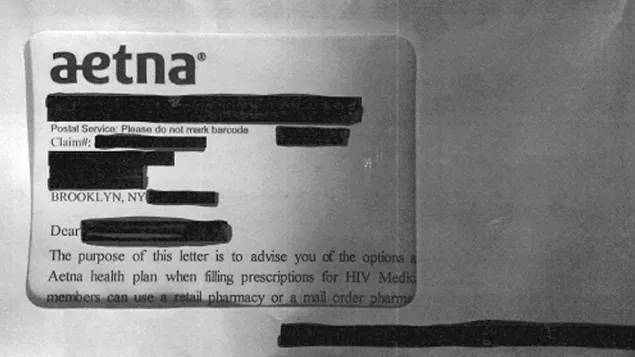 aetna®
Postal Service: Please do not mark barcode
Claim#:
BROOKLYN, NY
Dear
The purpose of this letter is to advise you of the options a
Aetna health plan when filling prescriptions for HIV Medic
members can use a retail pharmacy or a mail order pharma